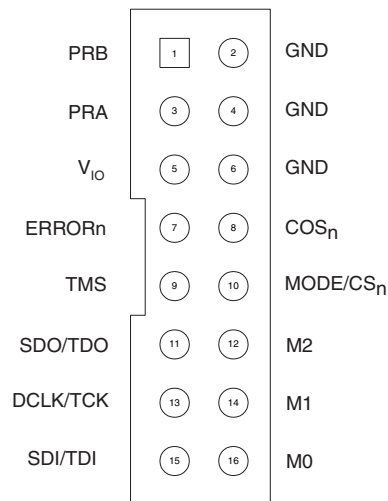 PRB 1 2 GND
PRA 3 4 GND
VIO 5 6 GND
ERRORn 7 8 COSn
TMS 9 10 MODE/CSn
SDO/TDO 11 12 M2
DCLK/TCK 13 14 M1
SDI/TDI 15 16 M0